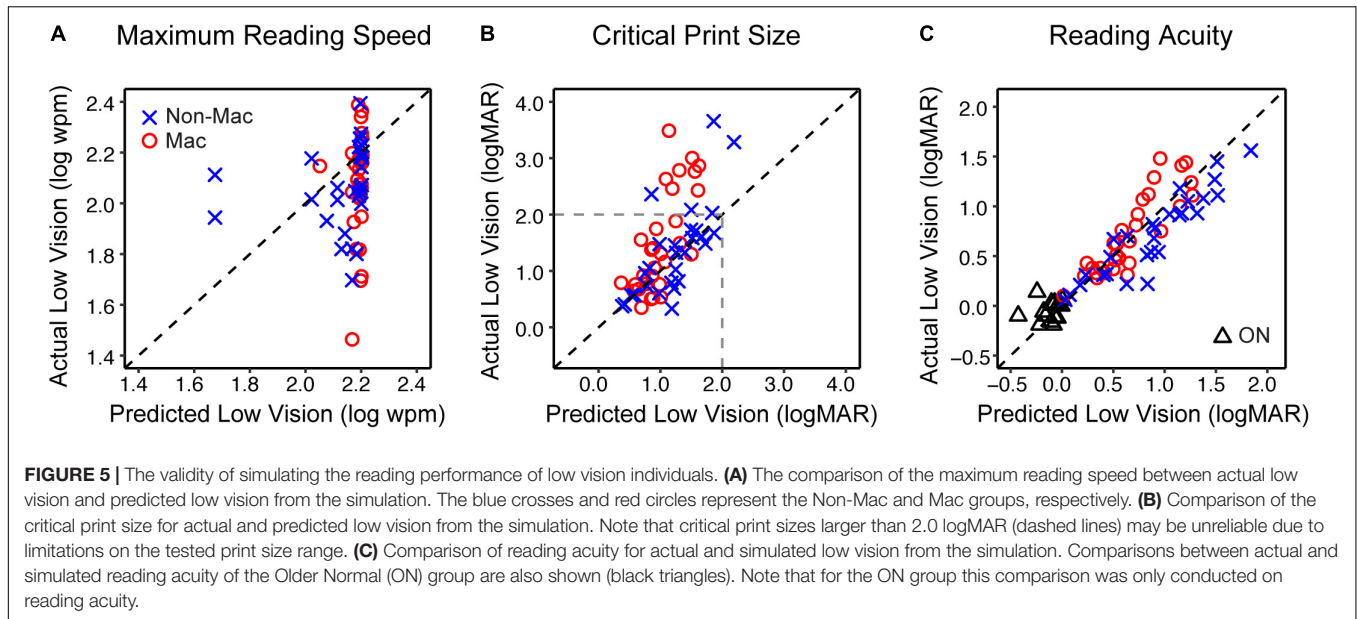 A Maximum Reading Speed
B Critical Print Size
C Reading Acuity
Actual Low Vision (log wpm)
2.4
2.2
2.0
1.8
1.6
1.4
Non-Mac
Mac
1.4 1.6 1.8 2.0 2.2 2.4
Predicted Low Vision (log wpm)
Actual Low Vision (logMAR)
4.0
3.0
2.0
1.0
0.0
0.0 1.0 2.0 3.0 4.0
Predicted Low Vision (logMAR)
Actual Low Vision (logMAR)
2.0
1.5
1.0
0.5
0.0
−0.5
ON
−0.5 0.0 0.5 1.0 1.5 2.0
Predicted Low Vision (logMAR)
FIGURE 5 | The validity of simulating the reading performance of low vision individuals. (A) The comparison of the maximum reading speed between actual low
vision and predicted low vision from the simulation. The blue crosses and red circles represent the Non-Mac and Mac groups, respectively. (B) Comparison of the
critical print size for actual and predicted low vision from the simulation. Note that critical print sizes larger than 2.0 logMAR (dashed lines) may be unreliable due to
limitations on the tested print size range. (C) Comparison of reading acuity for actual and simulated low vision from the simulation. Comparisons between actual and
simulated reading acuity of the Older Normal (ON) group are also shown (black triangles). Note that for the ON group this comparison was only conducted on
reading acuity.